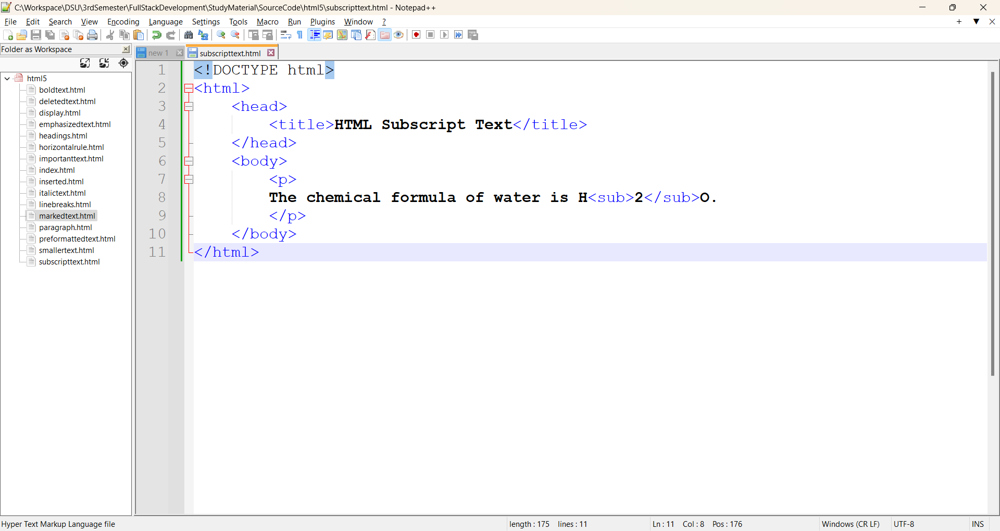 C:\Workspace\DSU\3rdSemester\FullStackDevelopment\StudyMaterial\SourceCode\html5\subscripttext.html - Notepad++
File Edit Search View Encoding Language Settings Tools Macro Run Plugins Window ?
Folder as Workspace
new 1 subscripttext.html
html5
boldtext.html
deletedtext.html
display.html
emphasizedtext.html
headings.html
horizontalrule.html
importanttext.html
index.html
inserted.html
italictext.html
linebreaks.html
markedtext.html
paragraph.html
preformattedtext.html
smallertext.html
subscripttext.html
1 <!DOCTYPE html>
2 <html>
3 <head>
4 <title>HTML Subscript Text</title>
5 </head>
6 <body>
7 <p>
8 The chemical formula of water is H<sub>2</sub>O.
9 </p>
10 </body>
11 </html>
Hyper Text Markup Language file length : 175 lines : 11 Ln : 11 Col : 8 Pos : 176 Windows (CR LF) UTF-8 INS